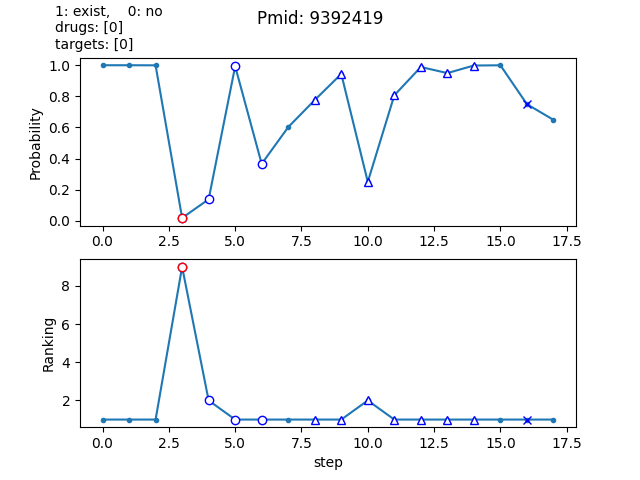 1: exist,    0: no
drugs: [0]
targets: [0]
Pmid: 9392419
1.0
0.8
0.6
0.4
0.2
0.0
Probability
0.0 2.5 5.0 7.5 10.0 12.5 15.0 17.5
8
6
4
2
Ranking
0.0 2.5 5.0 7.5 10.0 12.5 15.0 17.5
step